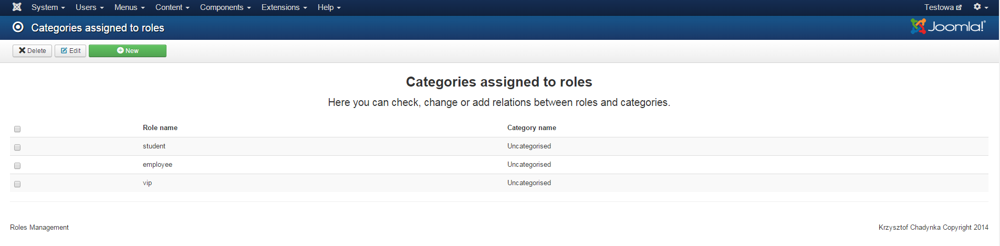 System Users Menus Content Components Extensions Help Testowa
Categories assigned to roles Joomla!®
Delete Edit New
Categories assigned to roles
Here you can check, change or add relations between roles and categories.
Role name Category name
student Uncategorised
employee Uncategorised
vip Uncategorised
Roles Management Krzysztof Chadynka Copyright 2014